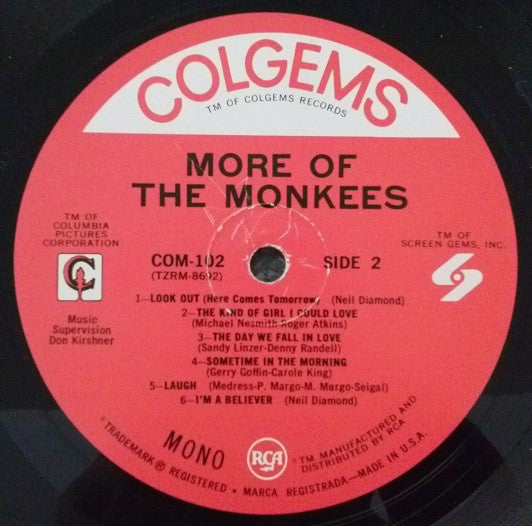 COLGEMS
TM OF COLGEMS RECORDS
MORE OF
THE MONKEES
TM OF
COLUMBIA
PICTURES
CORPORATION
TM OF
SCREEN GEMS, INC.
COM-102
(TZRM-8692)
SIDE 2
Music
Supervision
Don Kirshner
1—LOOK OUT (Here Comes Tomorrow) (Neil Diamond)
2—THE KIND OF GIRL I COULD LOVE
(Michael Nesmith-Roger Atkins)
3—THE DAY WE FALL IN LOVE
(Sandy Linzer-Denny Randell)
4—SOMETIME IN THE MORNING
(Gerry Goffin-Carole King)
5—LAUGH (Medress-P. Margo-M. Margo-Seigal)
6—I'M A BELIEVER (Neil Diamond)
MONO
RCA
®TM MANUFACTURED AND
DISTRIBUTED BY RCA
TRADEMARK ® REGISTERED • MARCA REGISTRADA—MADE IN U.S.A.